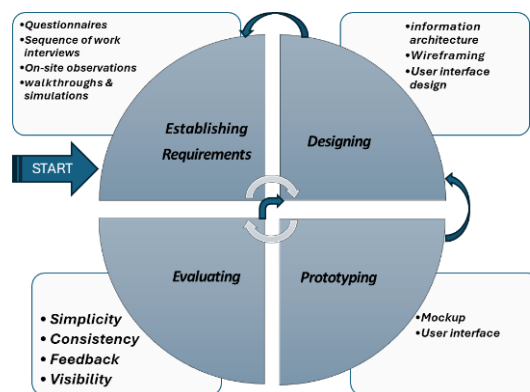 •Questionnaires
•Sequence of work
interviews
•On-site observations
•walkthroughs &
simulations
•information
architecture
•Wireframing
•User interface
design
Establishing
Requirements
Designing
START
Evaluating
Prototyping
• Simplicity
• Consistency
• Feedback
• Visibility
•Mockup
•User interface